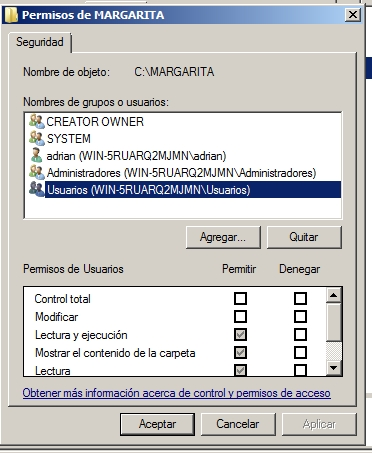 Permisos de MARGARITA
Seguridad
Nombre de objeto: C:\MARGARITA
Nombres de grupos o usuarios:
CREATOR OWNER
SYSTEM
adrian (WIN-5RUARQ2MJMN\adrian)
Administradores (WIN-5RUARQ2MJMN\Administradores)
Usuarios (WIN-5RUARQ2MJMN\Usuarios)
Agregar... Quitar
Permisos de Usuarios Permitir Denegar
Control total
Modificar
Lectura y ejecución
Mostrar el contenido de la carpeta
Lectura
Obtener más información acerca de control y permisos de acceso
Aceptar Cancelar Aplicar